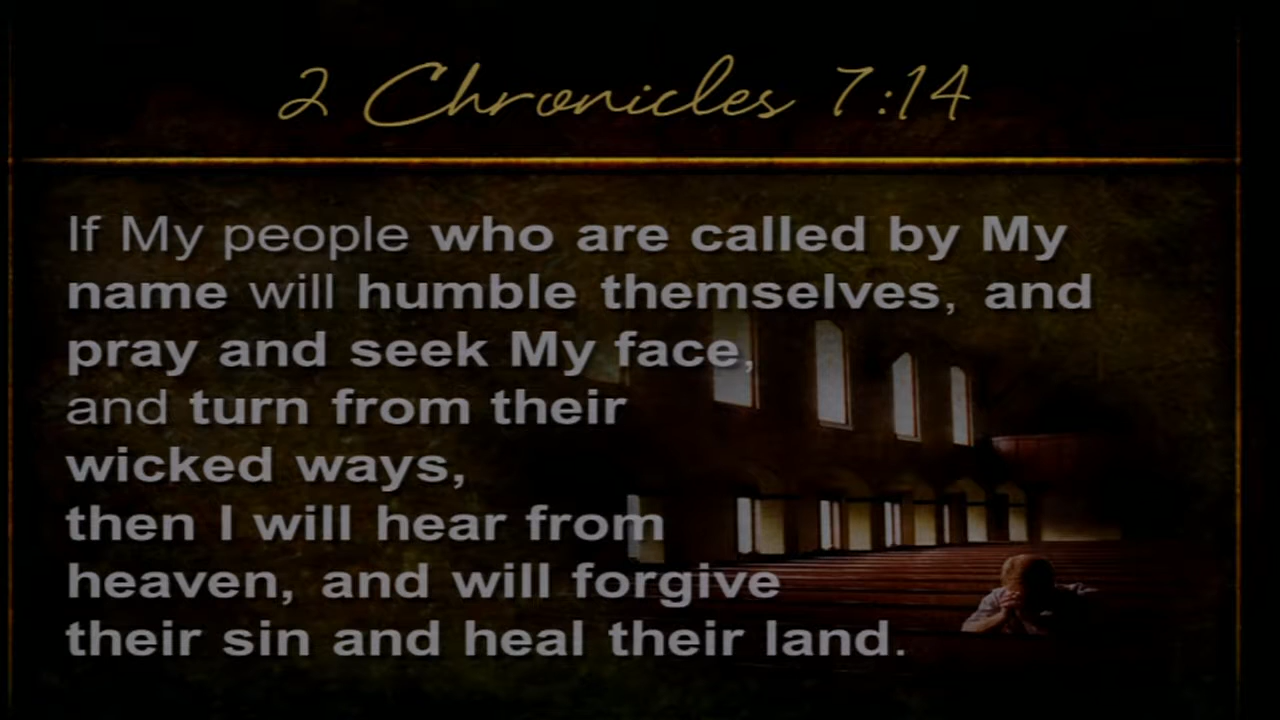 2 Chronicles 7:14
If My people who are called by My
name will humble themselves, and
pray and seek My face,
and turn from their
wicked ways,
then I will hear from
heaven, and will forgive
their sin and heal their land.